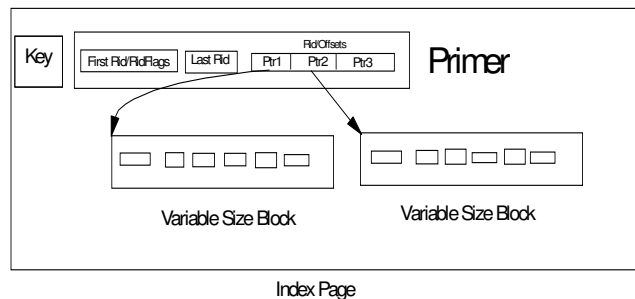 Key
Rid/Offsets
First Rid/RidFlags
Last Rid
Ptr1 Ptr2 Ptr3
Primer
Variable Size Block
Variable Size Block
Index Page